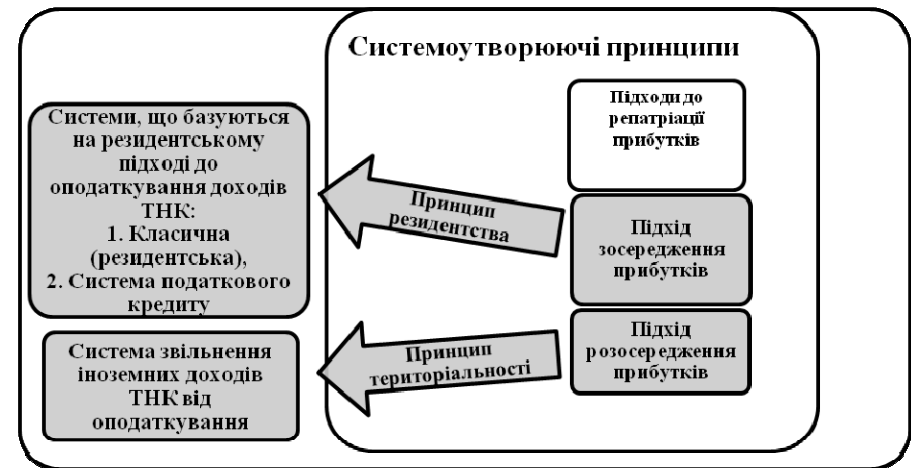 Системоутворюючі принципи
Системи, що базуються
на резидентському
підході до
оподаткування доходів
ТНК:
1. Класична
(резидентська),
2. Система податкового
кредиту
Система звільнення
іноземних доходів
ТНК від
оподаткування
Принцип
резидентства
Принцип
територіальності
Підходи до
репатріації
прибутків
Підхід
зосередження
прибутків
Підхід
розосередження
прибутків